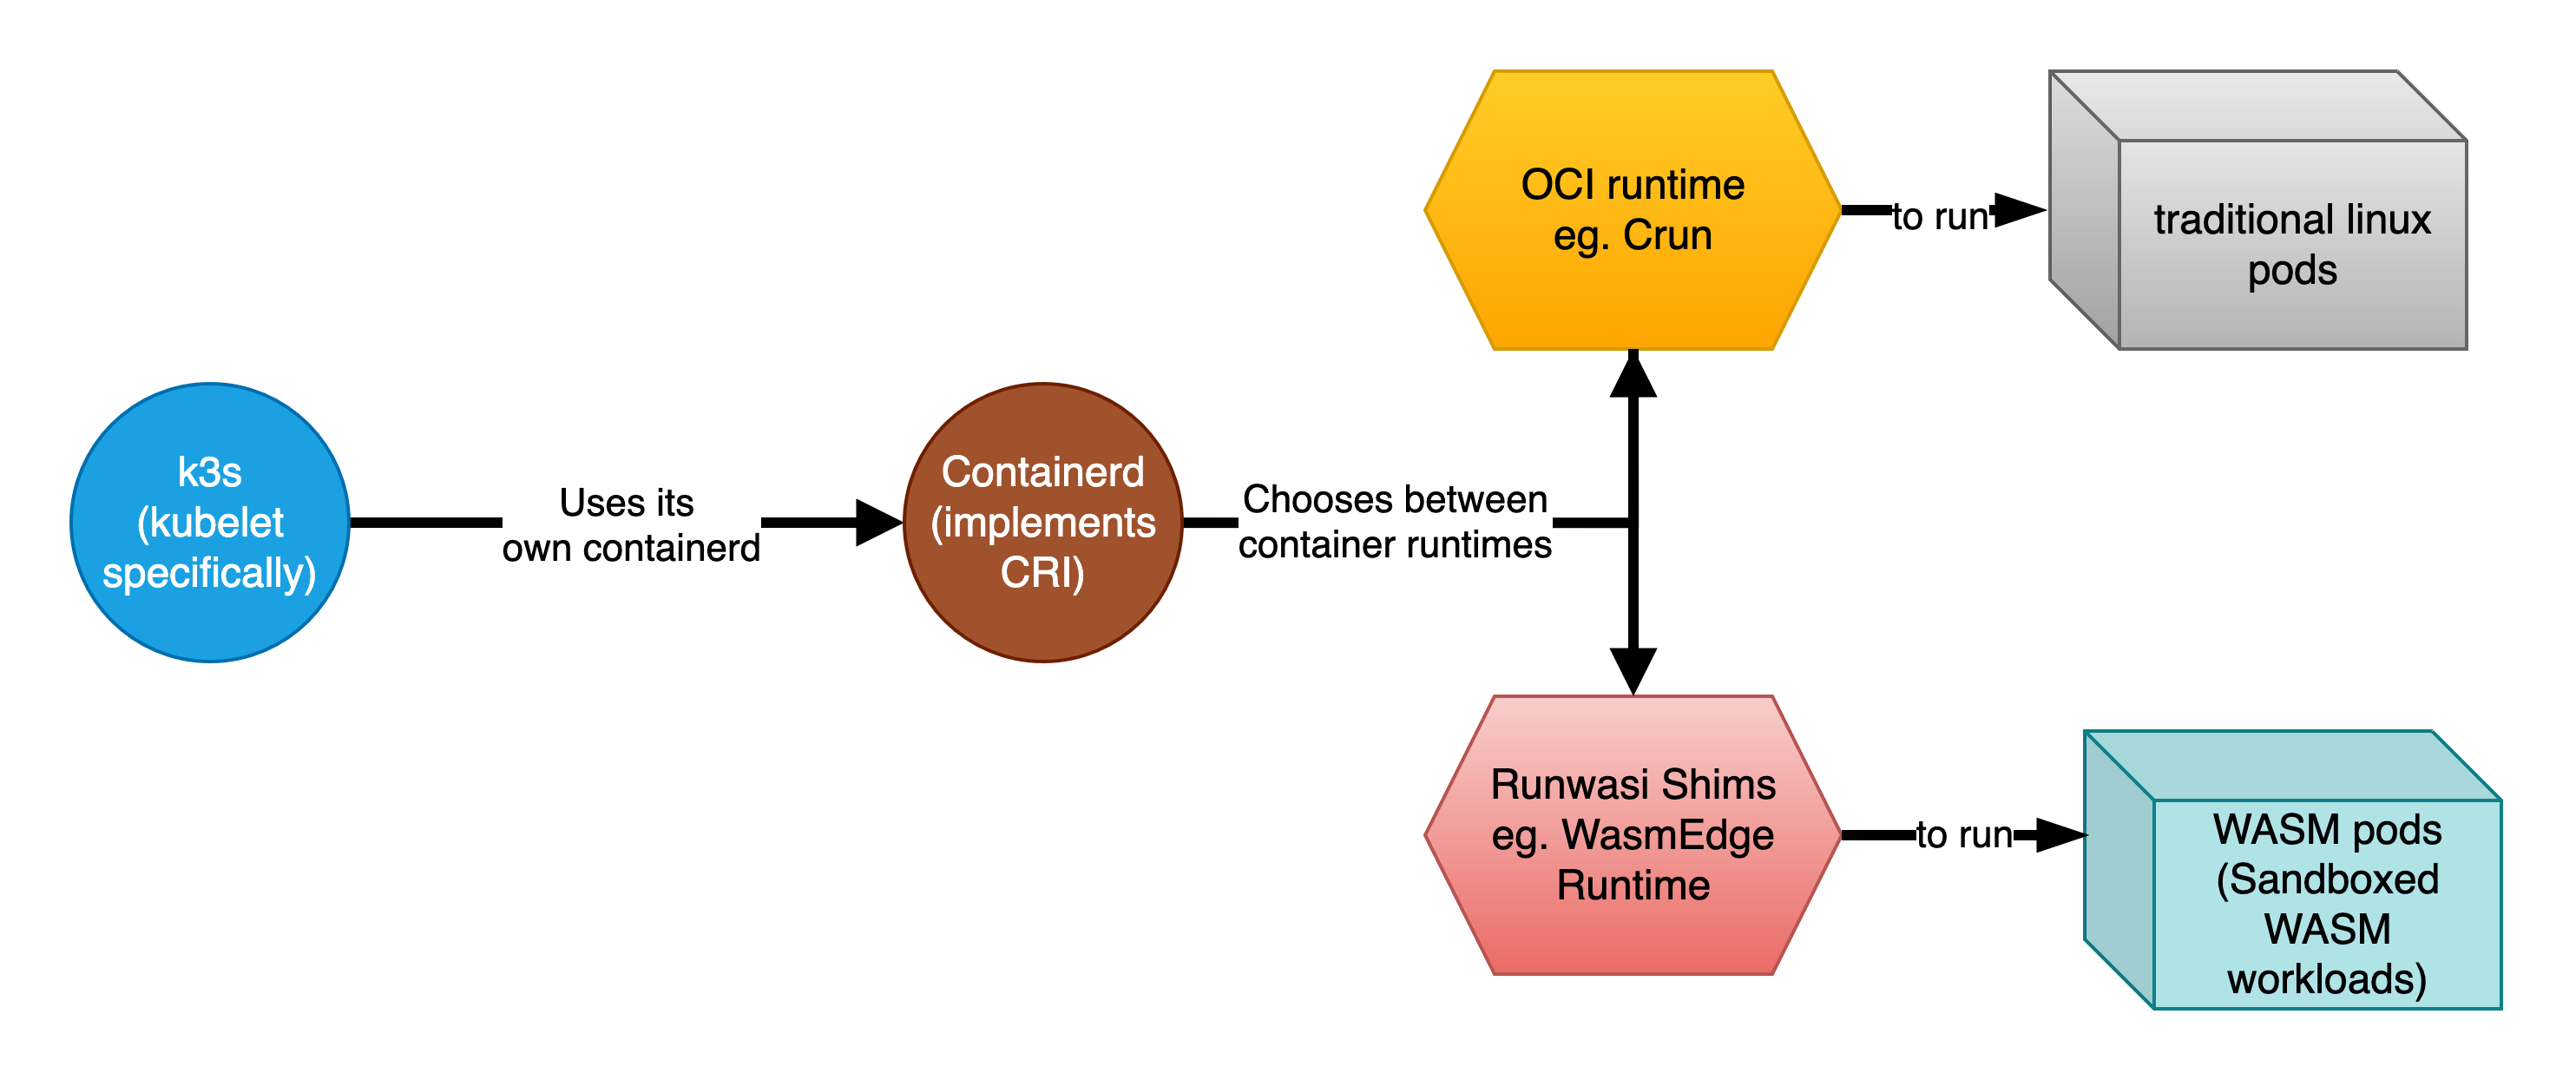 k3s
(kubelet
specifically)
Uses its
own containerd
Containerd
(implements
CRI)
Chooses between
container runtimes
OCI runtime
eg. Crun
to run
traditional linux
pods
Runwasi Shims
eg. WasmEdge
Runtime
to run
WASM pods
(Sandboxed
WASM
workloads)